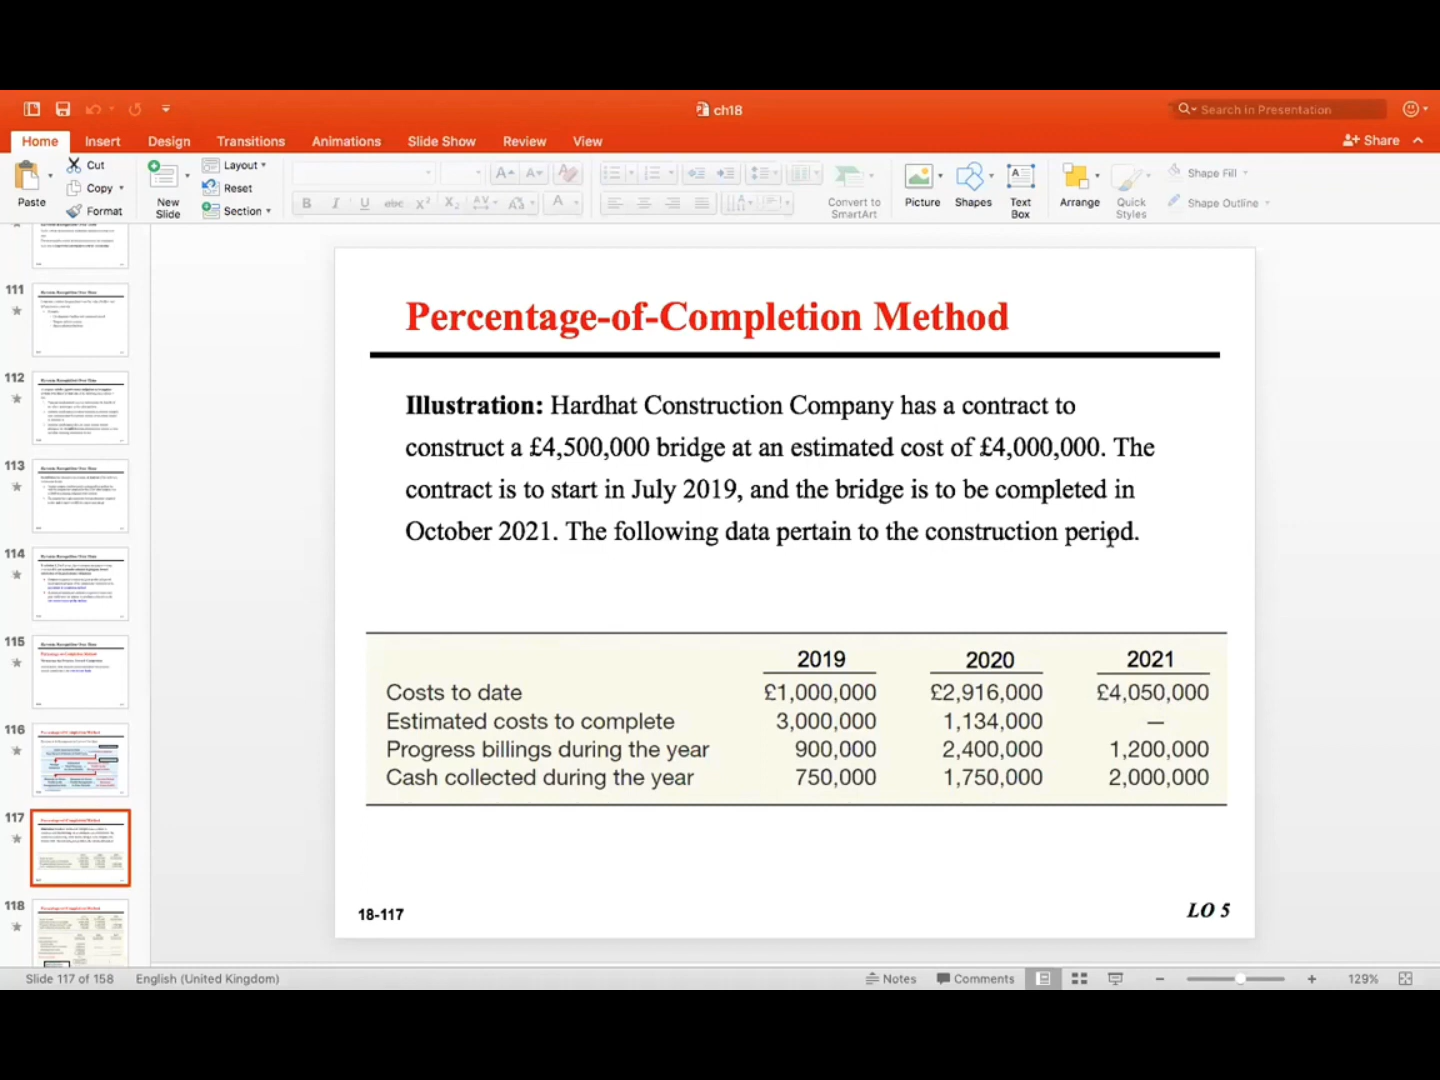 ch18
Search in Presentation
Home Insert Design Transitions Animations Slide Show Review View
Share
Paste
Cut
Copy
Format
New Slide
Layout
Reset
Section
Convert to SmartArt
Picture
Shapes
Text Box
Arrange
Quick Styles
Shape Fill
Shape Outline
111
112
113
114
115
116
117
118
Percentage-of-Completion Method
Illustration: Hardhat Construction Company has a contract to
construct a £4,500,000 bridge at an estimated cost of £4,000,000. The
contract is to start in July 2019, and the bridge is to be completed in
October 2021. The following data pertain to the construction period.
2019 2020 2021
Costs to date £1,000,000 £2,916,000 £4,050,000
Estimated costs to complete 3,000,000 1,134,000 —
Progress billings during the year 900,000 2,400,000 1,200,000
Cash collected during the year 750,000 1,750,000 2,000,000
18-117
LO 5
Slide 117 of 158 English (United Kingdom) Notes Comments 129%